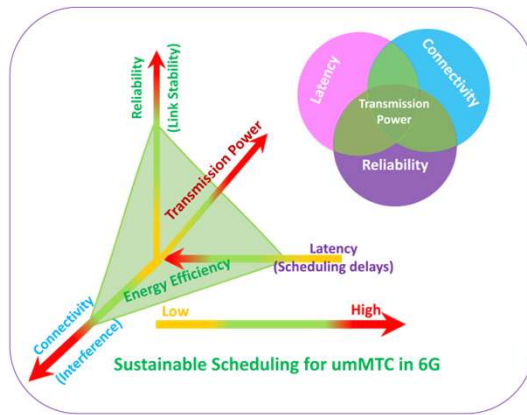 Reliability
(Link Stability)
Transmission Power
Latency
Connectivity
Transmission
Power
Reliability
Energy Efficiency
Latency
(Scheduling delays)
Connectivity
(Interference)
Low
High
Sustainable Scheduling for umMTC in 6G